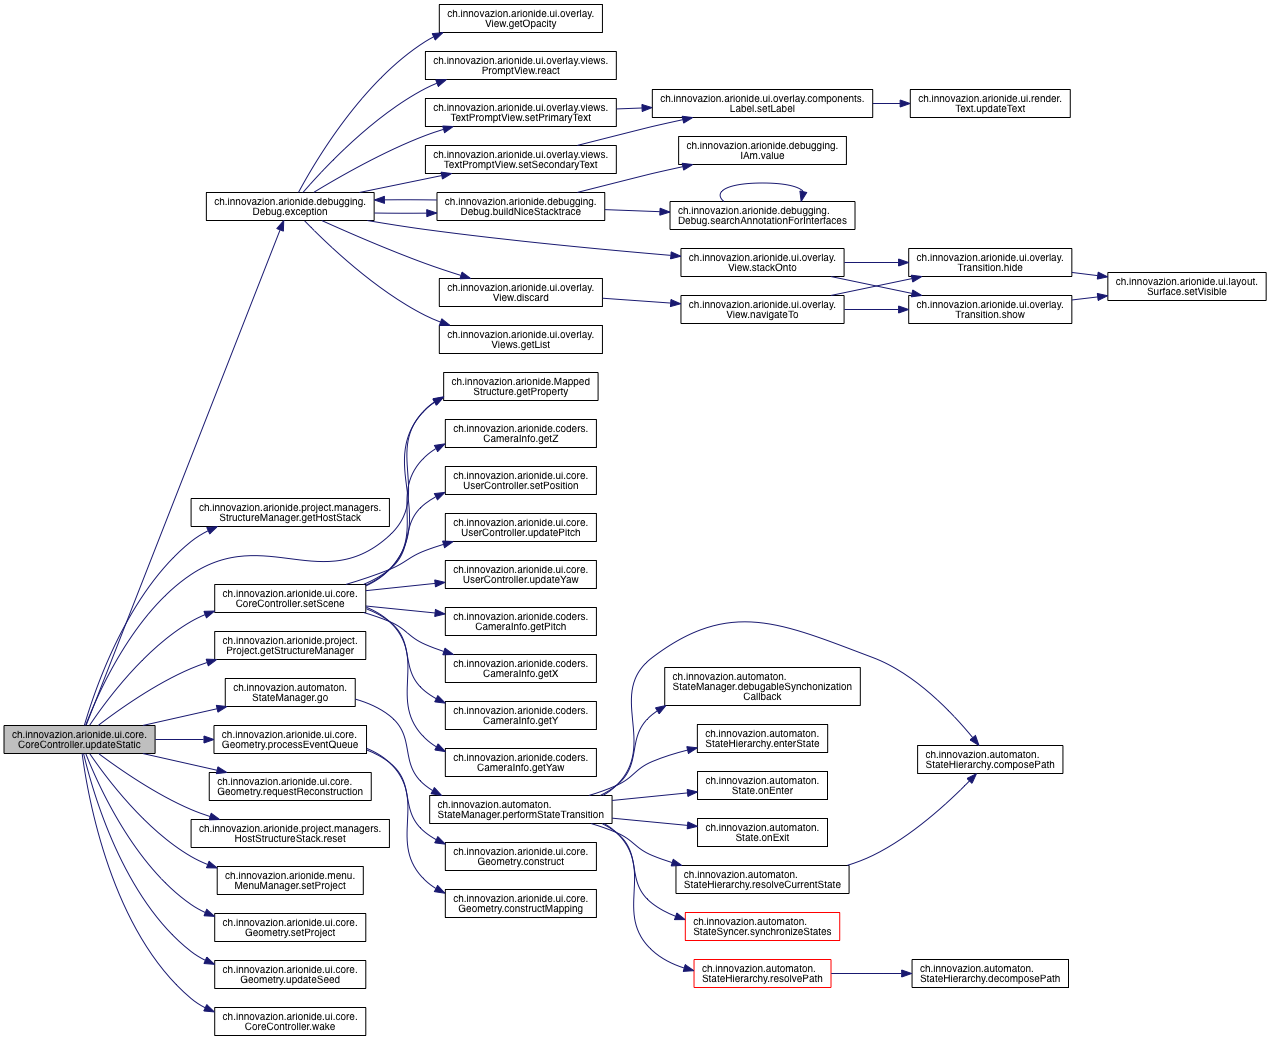 ch.innovazion.arionide.ui.overlay.
View.getOpacity
ch.innovazion.arionide.ui.overlay.views.
PromptView.react
ch.innovazion.arionide.ui.overlay.views.
TextPromptView.setPrimaryText
ch.innovazion.arionide.ui.overlay.components.
Label.setLabel
ch.innovazion.arionide.ui.render.
Text.updateText
ch.innovazion.arionide.ui.overlay.views.
TextPromptView.setSecondaryText
ch.innovazion.arionide.debugging.
IAm.value
ch.innovazion.arionide.debugging.
Debug.exception
ch.innovazion.arionide.debugging.
Debug.buildNiceStacktrace
ch.innovazion.arionide.debugging.
Debug.searchAnnotationForInterfaces
ch.innovazion.arionide.ui.overlay.
View.stackOnto
ch.innovazion.arionide.ui.overlay.
Transition.hide
ch.innovazion.arionide.ui.layout.
Surface.setVisible
ch.innovazion.arionide.ui.overlay.
View.discard
ch.innovazion.arionide.ui.overlay.
View.navigateTo
ch.innovazion.arionide.ui.overlay.
Transition.show
ch.innovazion.arionide.ui.overlay.
Views.getList
ch.innovazion.arionide.Mapped
Structure.getProperty
ch.innovazion.arionide.coders.
CameraInfo.getZ
ch.innovazion.arionide.ui.core.
UserController.setPosition
ch.innovazion.arionide.project.managers.
StructureManager.getHostStack
ch.innovazion.arionide.ui.core.
UserController.updatePitch
ch.innovazion.arionide.ui.core.
UserController.updateYaw
ch.innovazion.arionide.ui.core.
CoreController.setScene
ch.innovazion.arionide.coders.
CameraInfo.getPitch
ch.innovazion.arionide.project.
Project.getStructureManager
ch.innovazion.arionide.coders.
CameraInfo.getX
ch.innovazion.automaton.
StateManager.go
ch.innovazion.arionide.coders.
CameraInfo.getY
ch.innovazion.automaton.
StateManager.debugableSynchonization
Callback
ch.innovazion.arionide.ui.core.
CoreController.updateStatic
ch.innovazion.arionide.ui.core.
Geometry.processEventQueue
ch.innovazion.arionide.coders.
CameraInfo.getYaw
ch.innovazion.automaton.
StateHierarchy.enterState
ch.innovazion.automaton.
StateHierarchy.composePath
ch.innovazion.arionide.ui.core.
Geometry.requestReconstruction
ch.innovazion.automaton.
StateManager.performStateTransition
ch.innovazion.automaton.
State.onEnter
ch.innovazion.arionide.project.managers.
HostStructureStack.reset
ch.innovazion.automaton.
State.onExit
ch.innovazion.arionide.ui.core.
Geometry.construct
ch.innovazion.arionide.menu.
MenuManager.setProject
ch.innovazion.automaton.
StateHierarchy.resolveCurrentState
ch.innovazion.arionide.ui.core.
Geometry.constructMapping
ch.innovazion.arionide.ui.core.
Geometry.setProject
ch.innovazion.automaton.
StateSyncer.synchronizeStates
ch.innovazion.arionide.ui.core.
Geometry.updateSeed
ch.innovazion.automaton.
StateHierarchy.resolvePath
ch.innovazion.automaton.
StateHierarchy.decomposePath
ch.innovazion.arionide.ui.core.
CoreController.wake